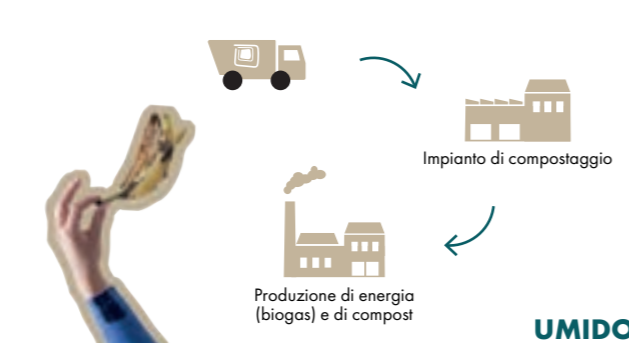 Impianto di compostaggio
Produzione di energia
(biogas) e di compost
UMIDO